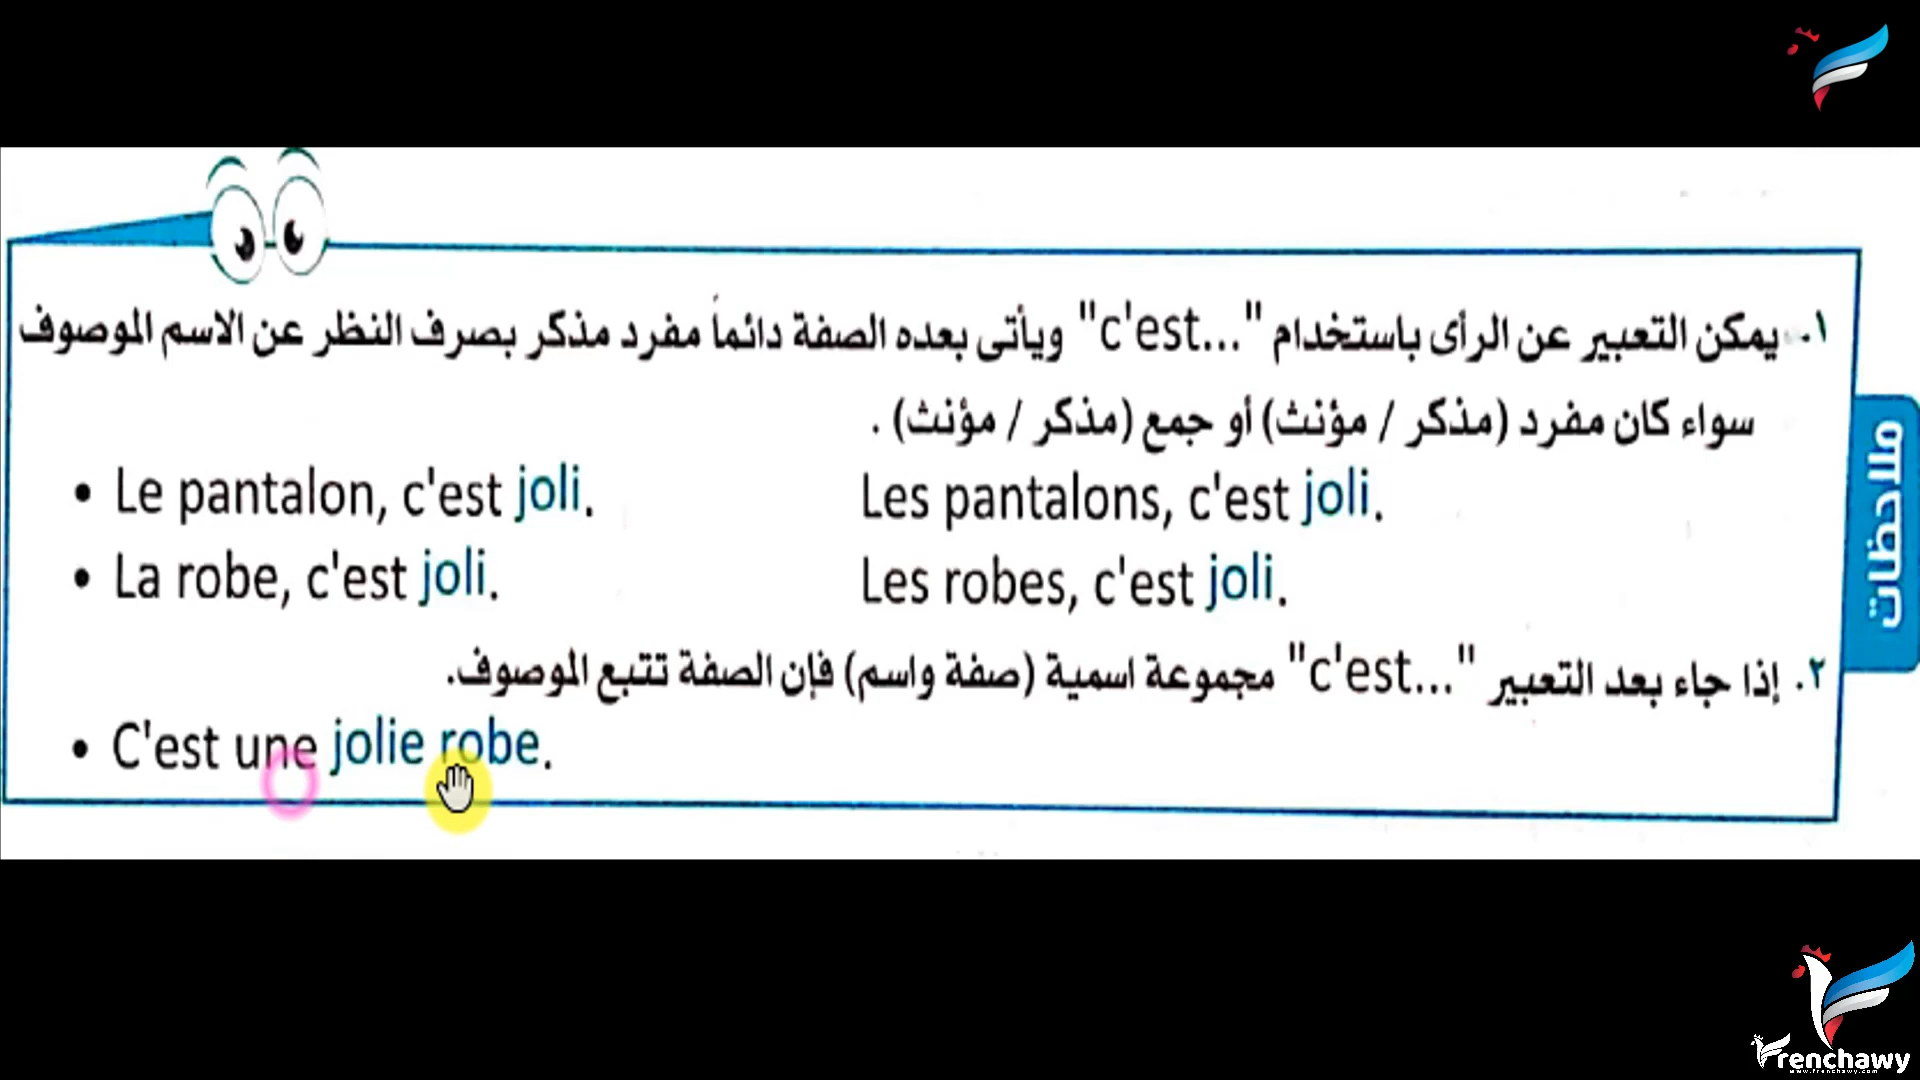 ١. يمكن التعبير عن الرأى باستخدام "...c'est" ويأتى بعده الصفة دائماً مفرد مذكر بصرف النظر عن الاسم الموصوف
سواء كان مفرد (مذكر / مؤنث) أو جمع (مذكر / مؤنث) .
• Le pantalon, c'est joli. Les pantalons, c'est joli.
• La robe, c'est joli. Les robes, c'est joli.
٢. إذا جاء بعد التعبير "...c'est" مجموعة اسمية (صفة واسم) فإن الصفة تتبع الموصوف.
• C'est une jolie robe.
ملاحظات
Frenchawy
www.frenchawy.com